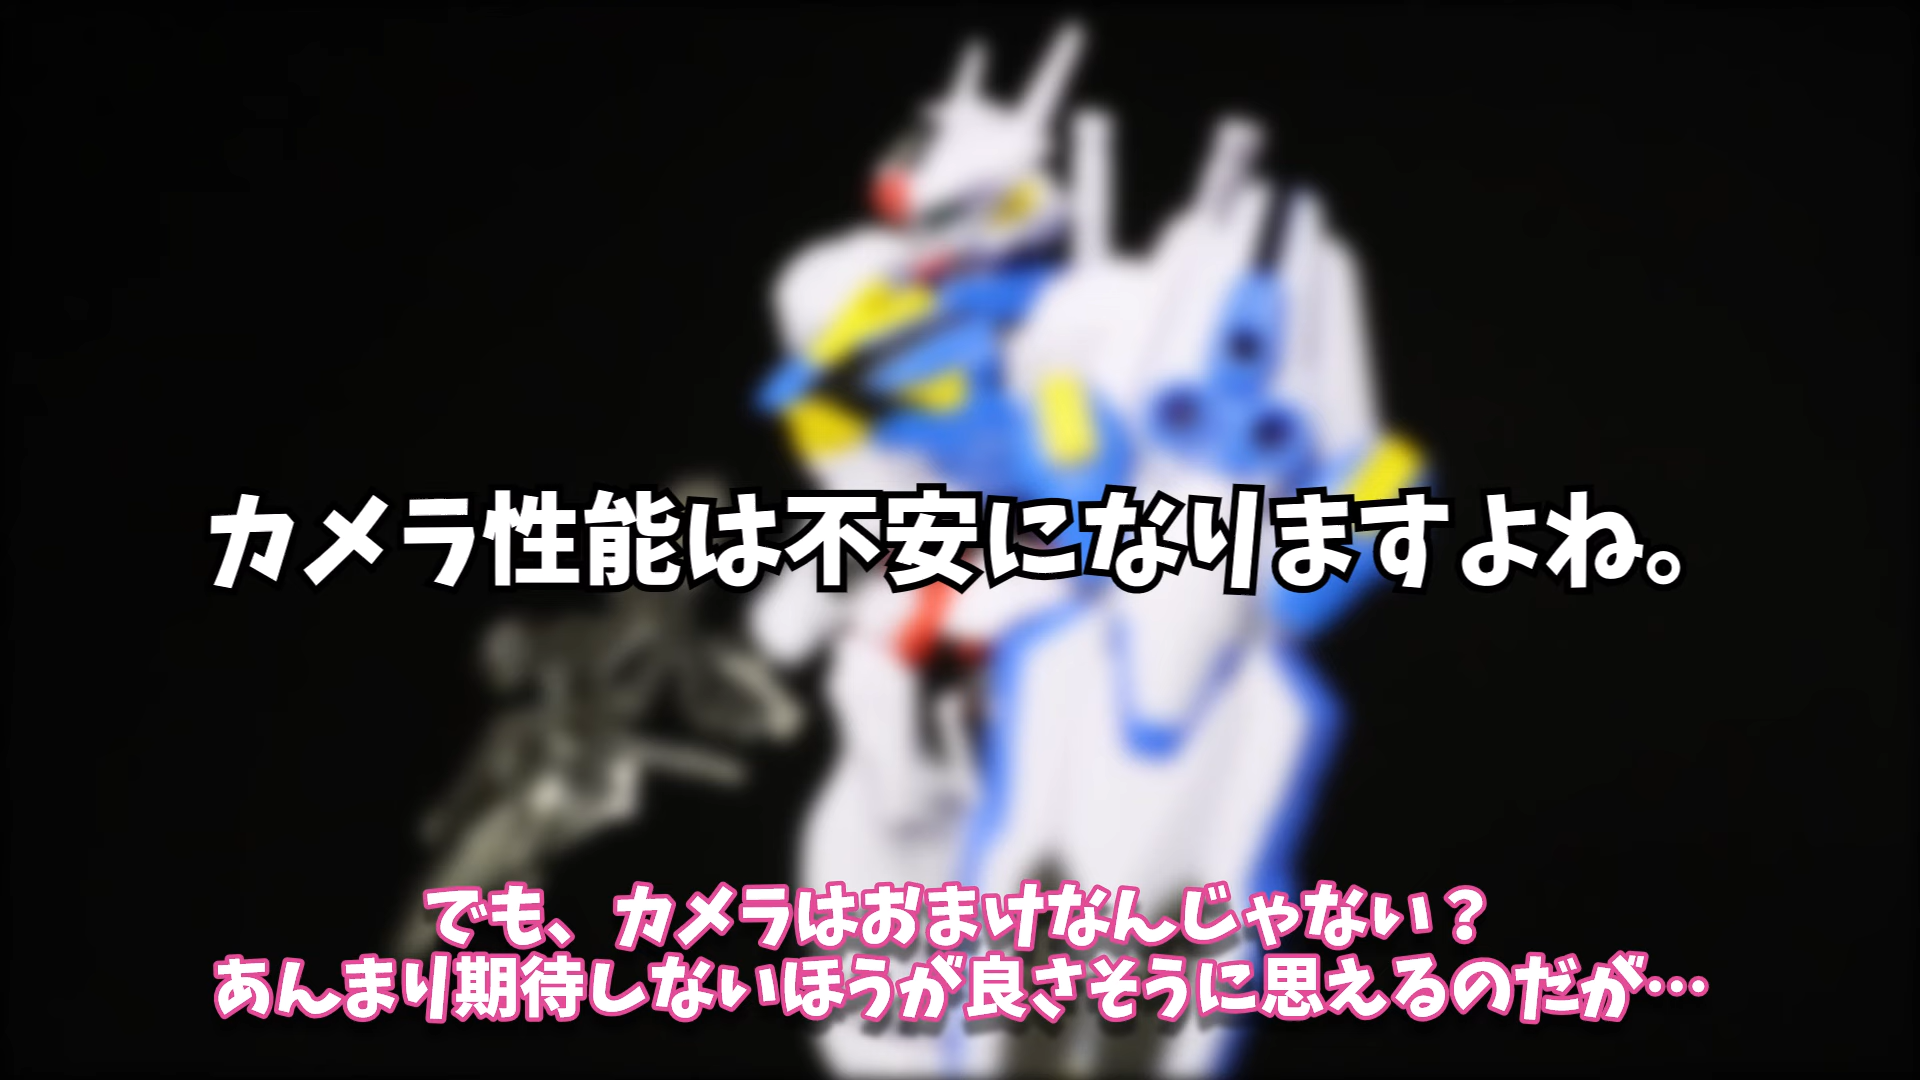 カメラ性能は不安になりますよね。
でも、カメラはおまけなんじゃない？
あんまり期待しないほうが良さそうに思えるのだが…